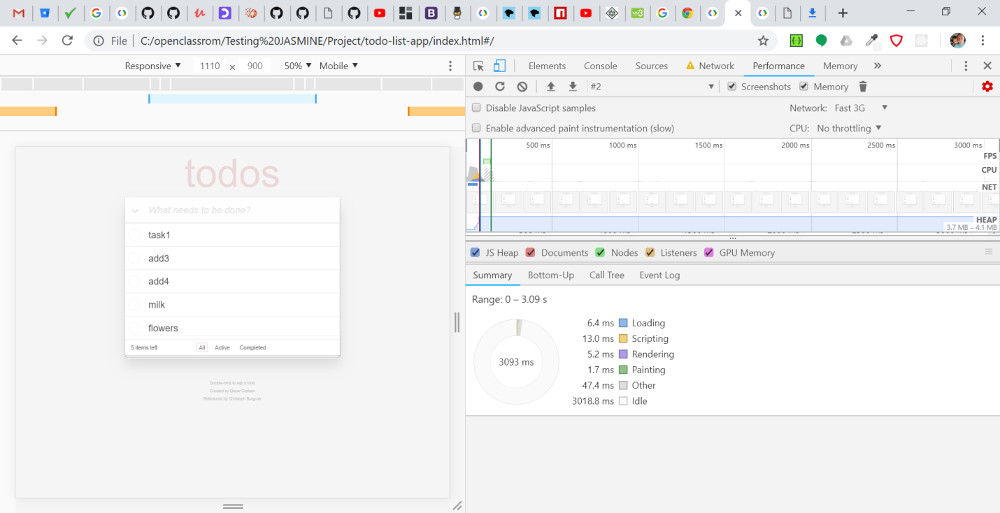 File C:/openclassrom/Testing%20JASMINE/Project/todo-list-app/index.html#/
Responsive ▼ 1110 × 900 50% ▼ Mobile ▼
Elements Console Sources Network Performance Memory »
#2 ▼ Screenshots Memory
Disable JavaScript samples Network: Fast 3G ▼
Enable advanced paint instrumentation (slow) CPU: No throttling ▼
500 ms 1000 ms 1500 ms 2000 ms 2500 ms 3000 ms
FPS
CPU
NET
HEAP
3.7 MB – 4.1 MB
JS Heap Documents Nodes Listeners GPU Memory
Summary Bottom-Up Call Tree Event Log
Range: 0 – 3.09 s
3093 ms
6.4 ms Loading
13.0 ms Scripting
5.2 ms Rendering
1.7 ms Painting
47.4 ms Other
3018.8 ms Idle
todos
What needs to be done?
task1
add3
add4
milk
flowers
5 items left All Active Completed
Double-click to edit a todo
Created by Oscar Godson
Refactored by Christoph Burgmer